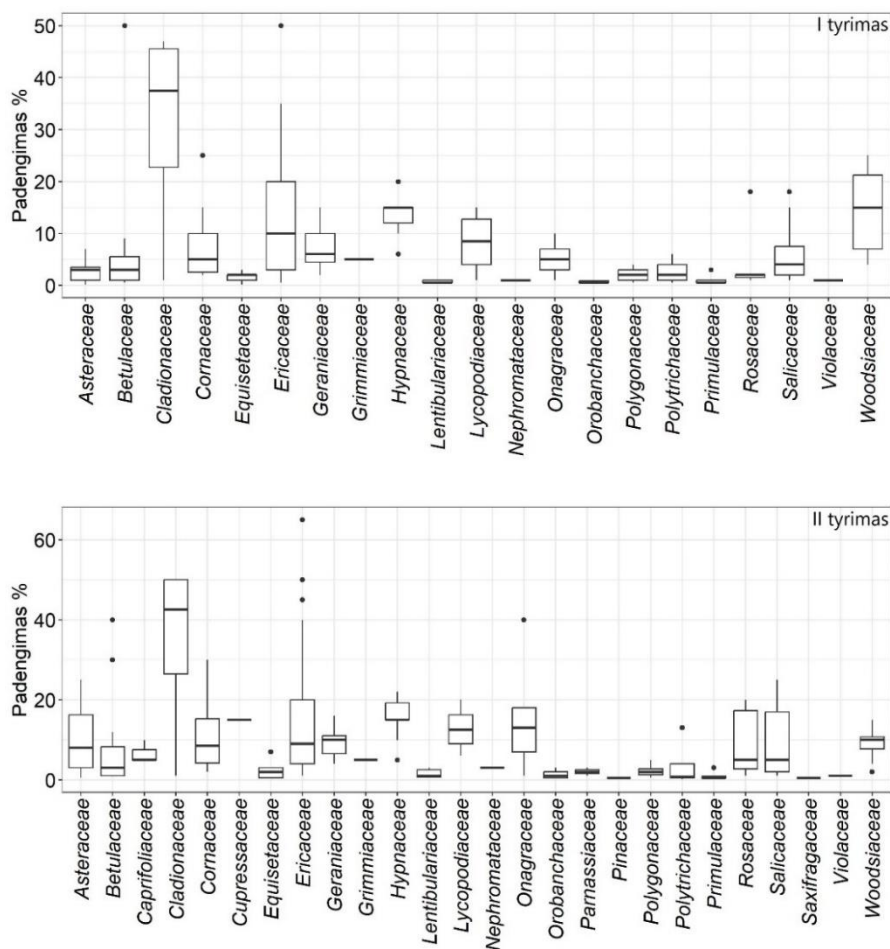 I tyrimas
Padengimas %
50
40
30
20
10
0
Asteraceae
Betulaceae
Cladionaceae
Cornaceae
Equisetaceae
Ericaceae
Geraniaceae
Grimmiaceae
Hypnaceae
Lentibulariaceae
Lycopodiaceae
Nephromataceae
Onagraceae
Orobanchaceae
Polygonaceae
Polytrichaceae
Primulaceae
Rosaceae
Salicaceae
Violaceae
Woodsiaceae
II tyrimas
Padengimas %
60
40
20
0
Asteraceae
Betulaceae
Caprifoliaceae
Cladionaceae
Cornaceae
Cupressaceae
Equisetaceae
Ericaceae
Geraniaceae
Grimmiaceae
Hypnaceae
Lentibulariaceae
Lycopodiaceae
Nephromataceae
Onagraceae
Orobanchaceae
Parnassiaceae
Pinaceae
Polygonaceae
Polytrichaceae
Primulaceae
Rosaceae
Salicaceae
Saxifragaceae
Violaceae
Woodsiaceae